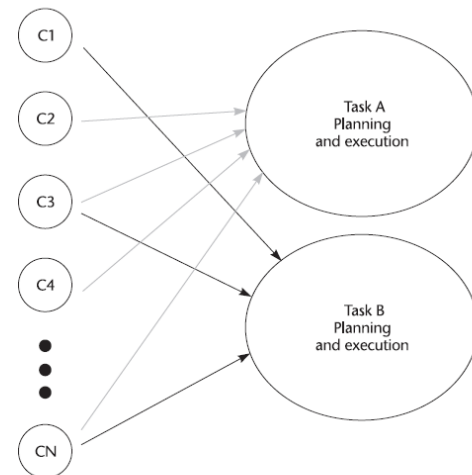 C1
C2
C3
C4
CN
Task A
Planning
and execution
Task B
Planning
and execution